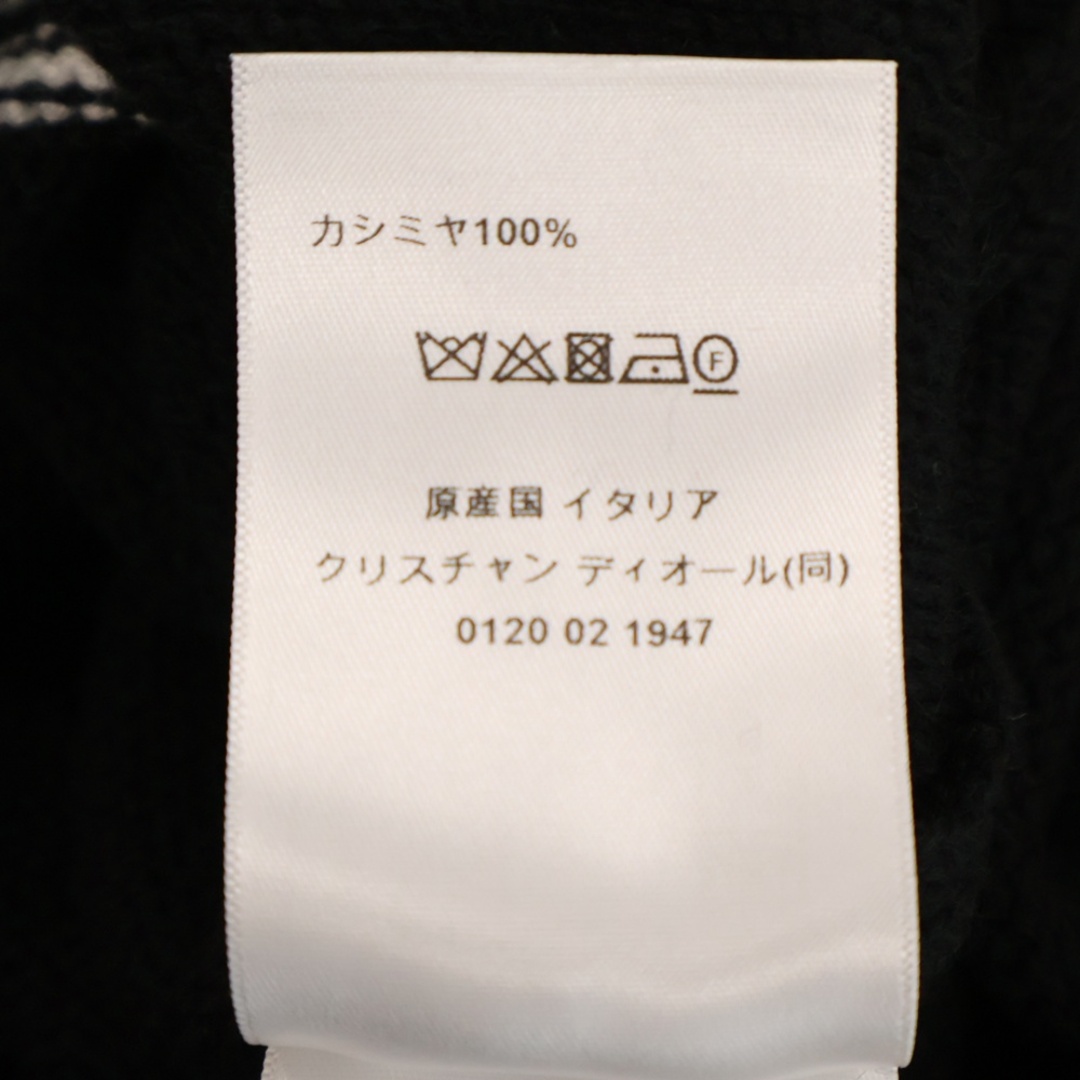 カシミヤ100%
F
原産国 イタリア
クリスチャン ディオール(同)
0120 02 1947